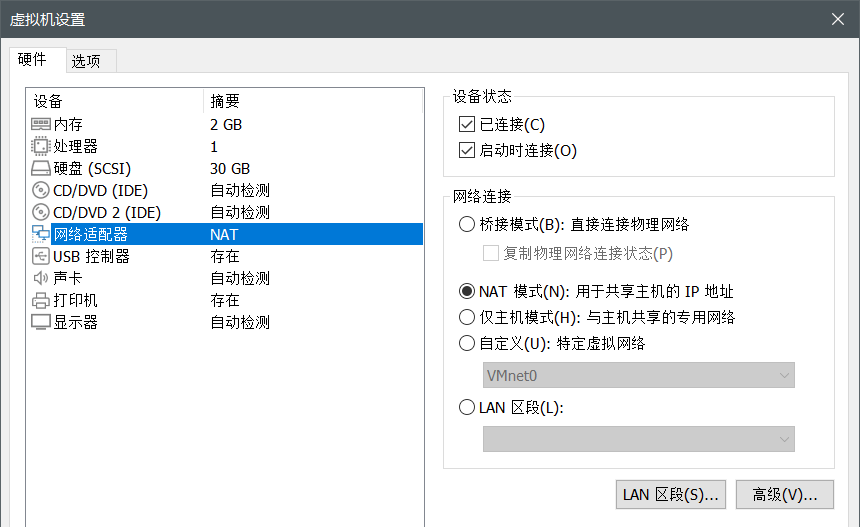 虚拟机设置
硬件 选项
设备 摘要
内存 2 GB
处理器 1
硬盘 (SCSI) 30 GB
CD/DVD (IDE) 自动检测
CD/DVD 2 (IDE) 自动检测
网络适配器 NAT
USB 控制器 存在
声卡 自动检测
打印机 存在
显示器 自动检测
设备状态
已连接(C)
启动时连接(O)
网络连接
桥接模式(B): 直接连接物理网络
复制物理网络连接状态(P)
NAT 模式(N): 用于共享主机的 IP 地址
仅主机模式(H): 与主机共享的专用网络
自定义(U): 特定虚拟网络
VMnet0
LAN 区段(L):
LAN 区段(S)... 高级(V)...